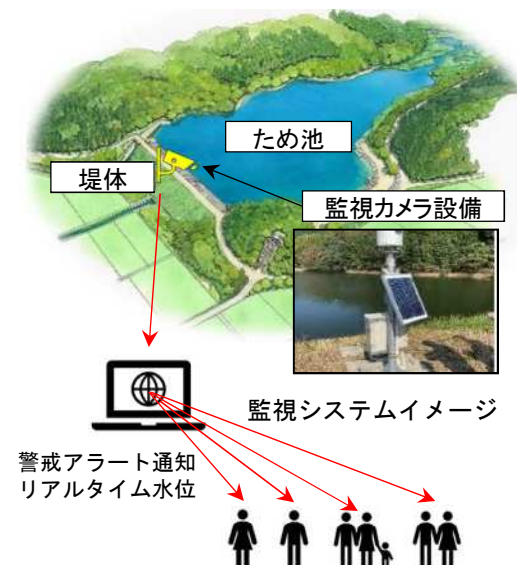 ため池
堤体
監視カメラ設備
監視システムイメージ
警戒アラート通知
リアルタイム水位